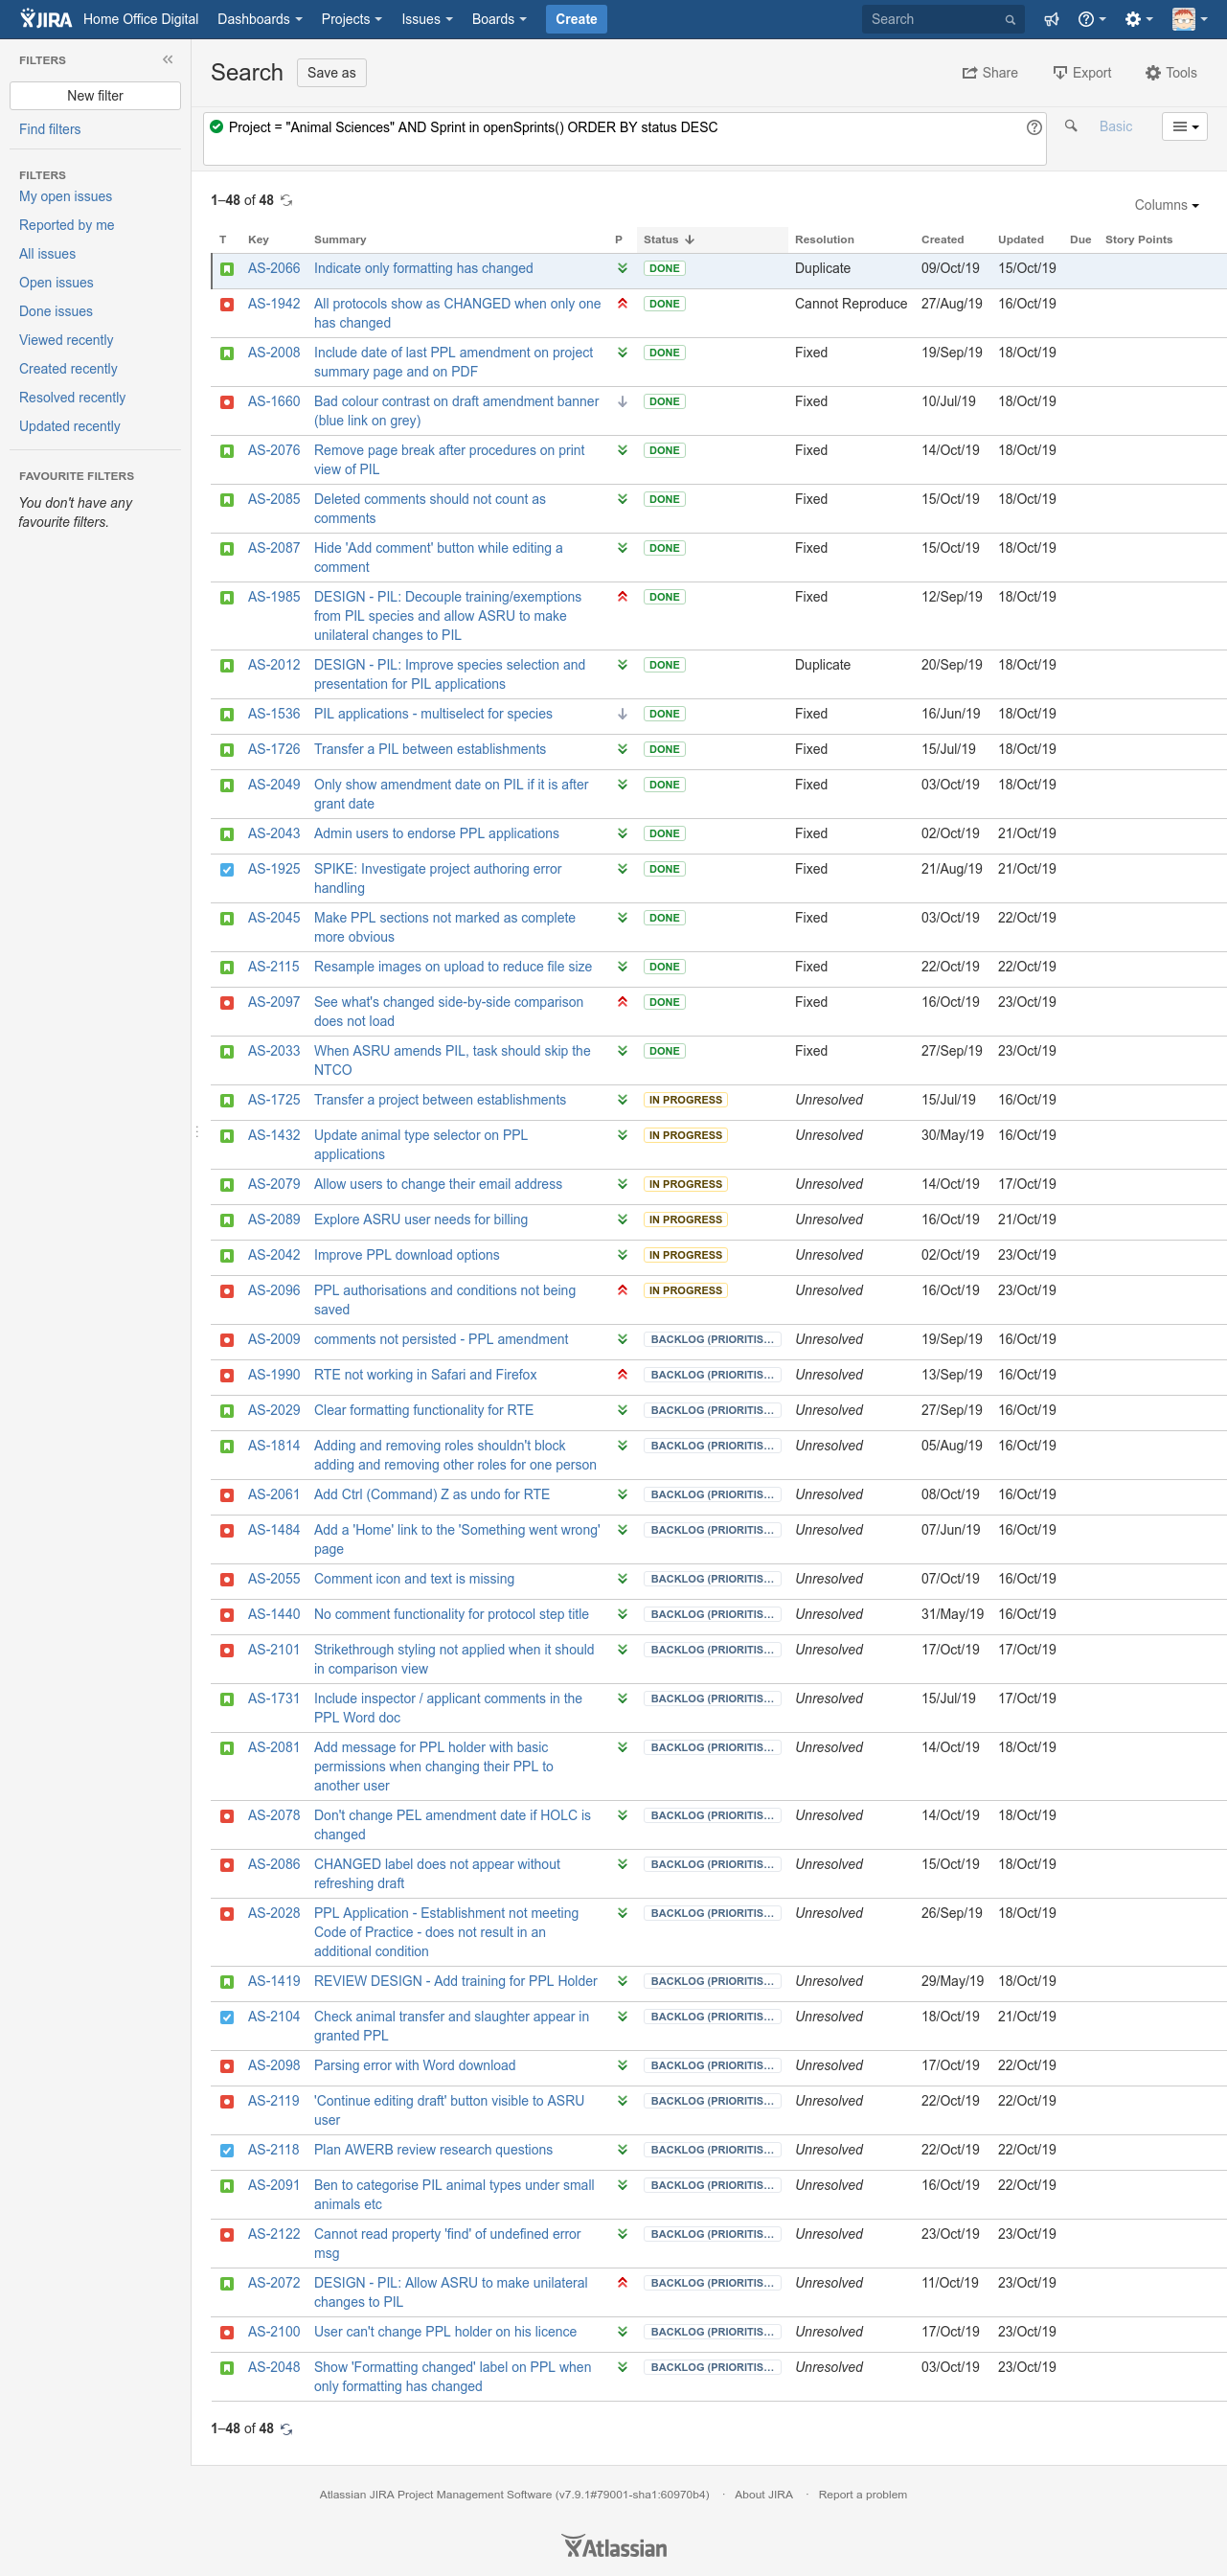 JIRA Home Office Digital Dashboards Projects Issues Boards Create Search
FILTERS
New filter
Find filters
FILTERS
My open issues
Reported by me
All issues
Open issues
Done issues
Viewed recently
Created recently
Resolved recently
Updated recently
FAVOURITE FILTERS
You don't have any
favourite filters.
Search Save as Share Export Tools
Project = "Animal Sciences" AND Sprint in openSprints() ORDER BY status DESC Basic
1–48 of 48
Columns
T Key Summary P Status Resolution Created Updated Due Story Points
AS-2066 Indicate only formatting has changed DONE Duplicate 09/Oct/19 15/Oct/19
AS-1942 All protocols show as CHANGED when only one DONE Cannot Reproduce 27/Aug/19 16/Oct/19
has changed
AS-2008 Include date of last PPL amendment on project DONE Fixed 19/Sep/19 18/Oct/19
summary page and on PDF
AS-1660 Bad colour contrast on draft amendment banner DONE Fixed 10/Jul/19 18/Oct/19
(blue link on grey)
AS-2076 Remove page break after procedures on print DONE Fixed 14/Oct/19 18/Oct/19
view of PIL
AS-2085 Deleted comments should not count as DONE Fixed 15/Oct/19 18/Oct/19
comments
AS-2087 Hide 'Add comment' button while editing a DONE Fixed 15/Oct/19 18/Oct/19
comment
AS-1985 DESIGN - PIL: Decouple training/exemptions DONE Fixed 12/Sep/19 18/Oct/19
from PIL species and allow ASRU to make
unilateral changes to PIL
AS-2012 DESIGN - PIL: Improve species selection and DONE Duplicate 20/Sep/19 18/Oct/19
presentation for PIL applications
AS-1536 PIL applications - multiselect for species DONE Fixed 16/Jun/19 18/Oct/19
AS-1726 Transfer a PIL between establishments DONE Fixed 15/Jul/19 18/Oct/19
AS-2049 Only show amendment date on PIL if it is after DONE Fixed 03/Oct/19 18/Oct/19
grant date
AS-2043 Admin users to endorse PPL applications DONE Fixed 02/Oct/19 21/Oct/19
AS-1925 SPIKE: Investigate project authoring error DONE Fixed 21/Aug/19 21/Oct/19
handling
AS-2045 Make PPL sections not marked as complete DONE Fixed 03/Oct/19 22/Oct/19
more obvious
AS-2115 Resample images on upload to reduce file size DONE Fixed 22/Oct/19 22/Oct/19
AS-2097 See what's changed side-by-side comparison DONE Fixed 16/Oct/19 23/Oct/19
does not load
AS-2033 When ASRU amends PIL, task should skip the DONE Fixed 27/Sep/19 23/Oct/19
NTCO
AS-1725 Transfer a project between establishments IN PROGRESS Unresolved 15/Jul/19 16/Oct/19
AS-1432 Update animal type selector on PPL IN PROGRESS Unresolved 30/May/19 16/Oct/19
applications
AS-2079 Allow users to change their email address IN PROGRESS Unresolved 14/Oct/19 17/Oct/19
AS-2089 Explore ASRU user needs for billing IN PROGRESS Unresolved 16/Oct/19 21/Oct/19
AS-2042 Improve PPL download options IN PROGRESS Unresolved 02/Oct/19 23/Oct/19
AS-2096 PPL authorisations and conditions not being IN PROGRESS Unresolved 16/Oct/19 23/Oct/19
saved
AS-2009 comments not persisted - PPL amendment BACKLOG (PRIORITIS... Unresolved 19/Sep/19 16/Oct/19
AS-1990 RTE not working in Safari and Firefox BACKLOG (PRIORITIS... Unresolved 13/Sep/19 16/Oct/19
AS-2029 Clear formatting functionality for RTE BACKLOG (PRIORITIS... Unresolved 27/Sep/19 16/Oct/19
AS-1814 Adding and removing roles shouldn't block BACKLOG (PRIORITIS... Unresolved 05/Aug/19 16/Oct/19
adding and removing other roles for one person
AS-2061 Add Ctrl (Command) Z as undo for RTE BACKLOG (PRIORITIS... Unresolved 08/Oct/19 16/Oct/19
AS-1484 Add a 'Home' link to the 'Something went wrong' BACKLOG (PRIORITIS... Unresolved 07/Jun/19 16/Oct/19
page
AS-2055 Comment icon and text is missing BACKLOG (PRIORITIS... Unresolved 07/Oct/19 16/Oct/19
AS-1440 No comment functionality for protocol step title BACKLOG (PRIORITIS... Unresolved 31/May/19 16/Oct/19
AS-2101 Strikethrough styling not applied when it should BACKLOG (PRIORITIS... Unresolved 17/Oct/19 17/Oct/19
in comparison view
AS-1731 Include inspector / applicant comments in the BACKLOG (PRIORITIS... Unresolved 15/Jul/19 17/Oct/19
PPL Word doc
AS-2081 Add message for PPL holder with basic BACKLOG (PRIORITIS... Unresolved 14/Oct/19 18/Oct/19
permissions when changing their PPL to
another user
AS-2078 Don't change PEL amendment date if HOLC is BACKLOG (PRIORITIS... Unresolved 14/Oct/19 18/Oct/19
changed
AS-2086 CHANGED label does not appear without BACKLOG (PRIORITIS... Unresolved 15/Oct/19 18/Oct/19
refreshing draft
AS-2028 PPL Application - Establishment not meeting BACKLOG (PRIORITIS... Unresolved 26/Sep/19 18/Oct/19
Code of Practice - does not result in an
additional condition
AS-1419 REVIEW DESIGN - Add training for PPL Holder BACKLOG (PRIORITIS... Unresolved 29/May/19 18/Oct/19
AS-2104 Check animal transfer and slaughter appear in BACKLOG (PRIORITIS... Unresolved 18/Oct/19 21/Oct/19
granted PPL
AS-2098 Parsing error with Word download BACKLOG (PRIORITIS... Unresolved 17/Oct/19 22/Oct/19
AS-2119 'Continue editing draft' button visible to ASRU BACKLOG (PRIORITIS... Unresolved 22/Oct/19 22/Oct/19
user
AS-2118 Plan AWERB review research questions BACKLOG (PRIORITIS... Unresolved 22/Oct/19 22/Oct/19
AS-2091 Ben to categorise PIL animal types under small BACKLOG (PRIORITIS... Unresolved 16/Oct/19 22/Oct/19
animals etc
AS-2122 Cannot read property 'find' of undefined error BACKLOG (PRIORITIS... Unresolved 23/Oct/19 23/Oct/19
msg
AS-2072 DESIGN - PIL: Allow ASRU to make unilateral BACKLOG (PRIORITIS... Unresolved 11/Oct/19 23/Oct/19
changes to PIL
AS-2100 User can't change PPL holder on his licence BACKLOG (PRIORITIS... Unresolved 17/Oct/19 23/Oct/19
AS-2048 Show 'Formatting changed' label on PPL when BACKLOG (PRIORITIS... Unresolved 03/Oct/19 23/Oct/19
only formatting has changed
1–48 of 48
Atlassian JIRA Project Management Software (v7.9.1#79001-sha1:60970b4) · About JIRA · Report a problem
Atlassian